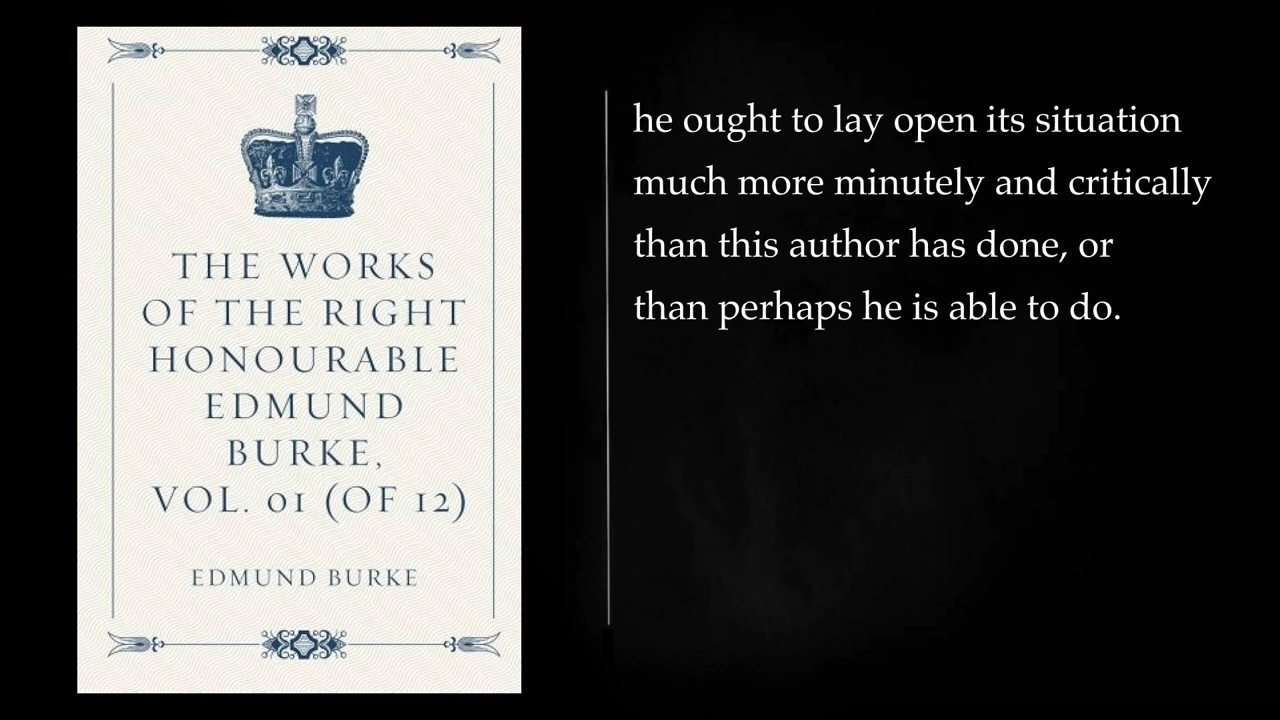 THE WORKS
OF THE RIGHT
HONOURABLE
EDMUND
BURKE,
VOL. 01 (OF 12)
EDMUND BURKE
he ought to lay open its situation
much more minutely and critically
than this author has done, or
than perhaps he is able to do.